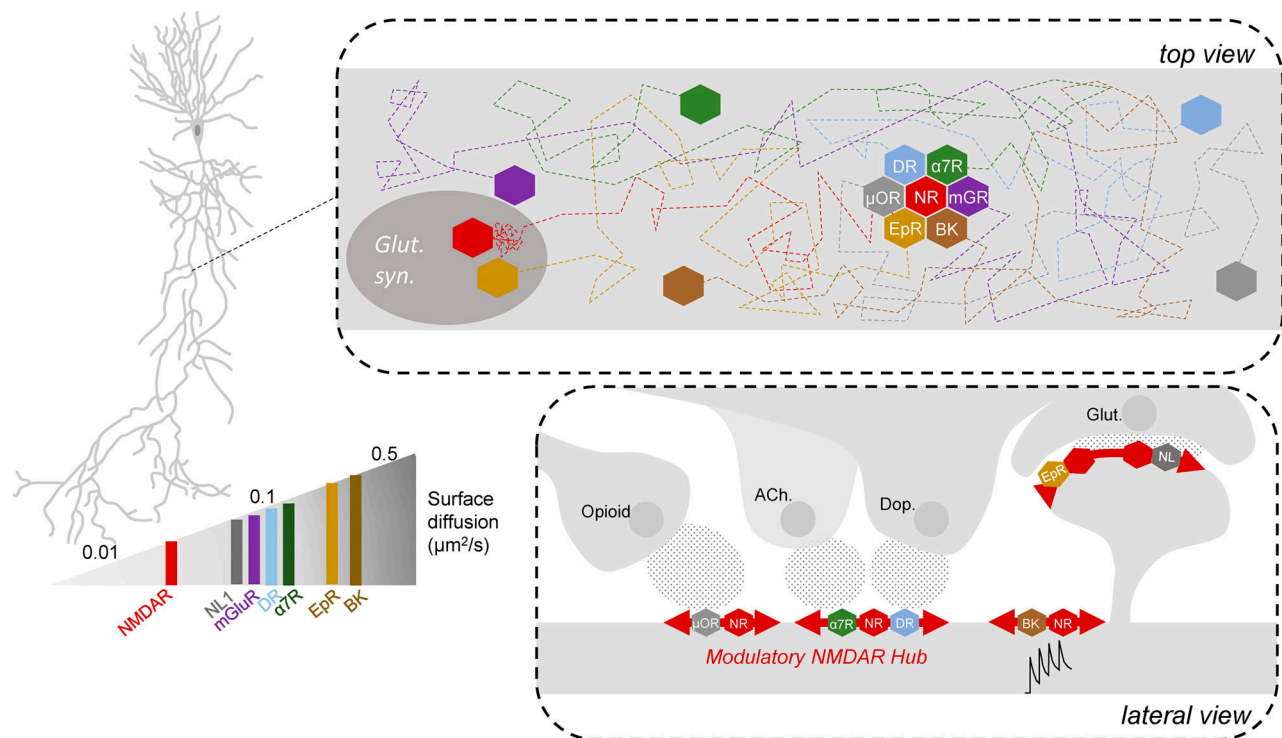 top view
DR
α7R
µOR
NR
mGR
EpR
BK
Glut.
syn.
0.5
0.1
0.01
Surface
diffusion
(µm²/s)
NMDAR
NL1
mGluR
DR
α7R
EpR
BK
Glut.
EpR
NL
Opioid
ACh.
Dop.
µOR
NR
α7R
NR
DR
BK
NR
Modulatory NMDAR Hub
lateral view